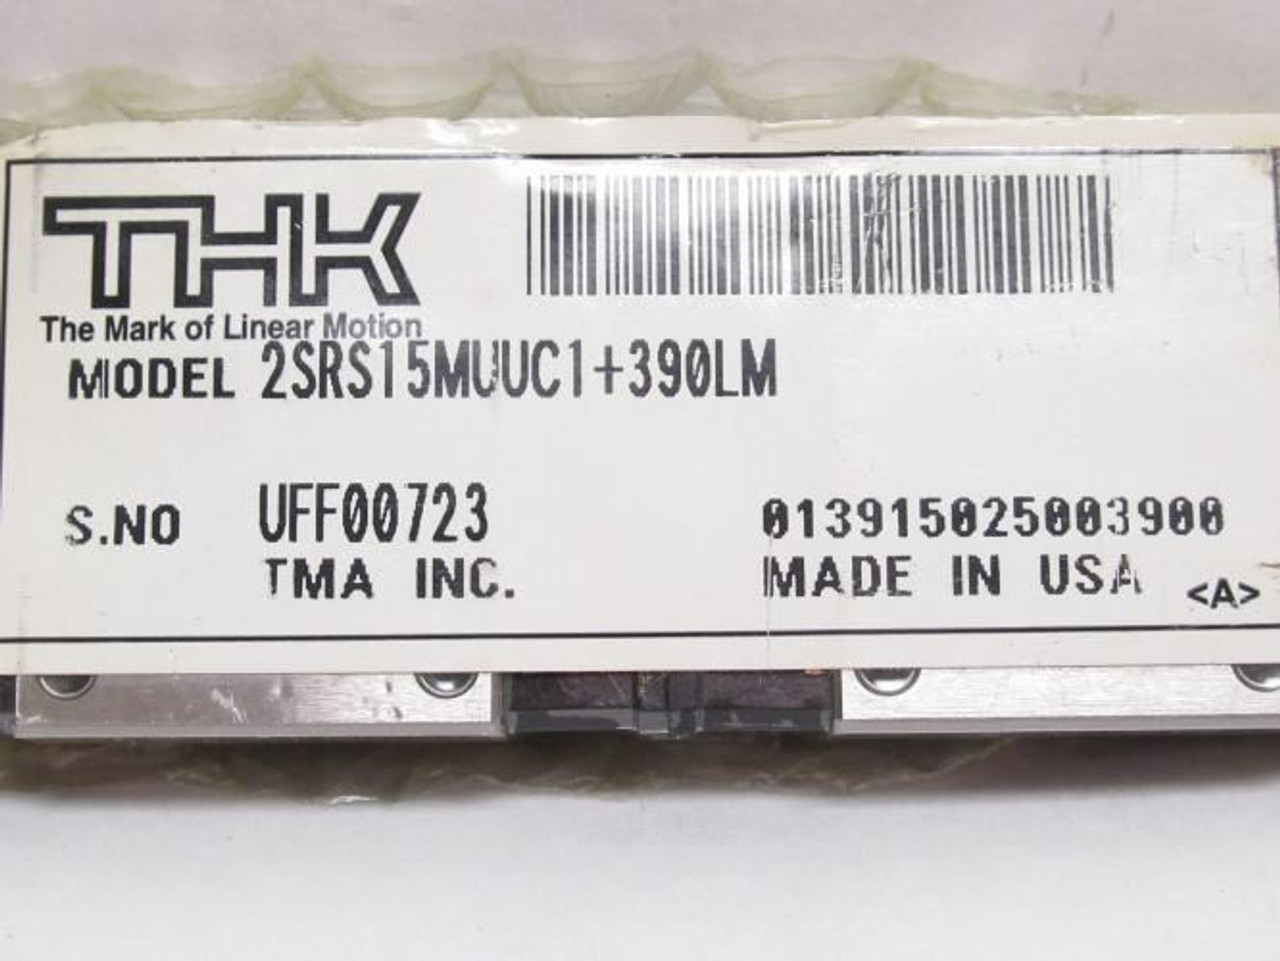 THK
The Mark of Linear Motion
MODEL 2SRS15MUUC1+390LM
S.NO UFF00723 013915025003900
TMA INC. MADE IN USA <A>